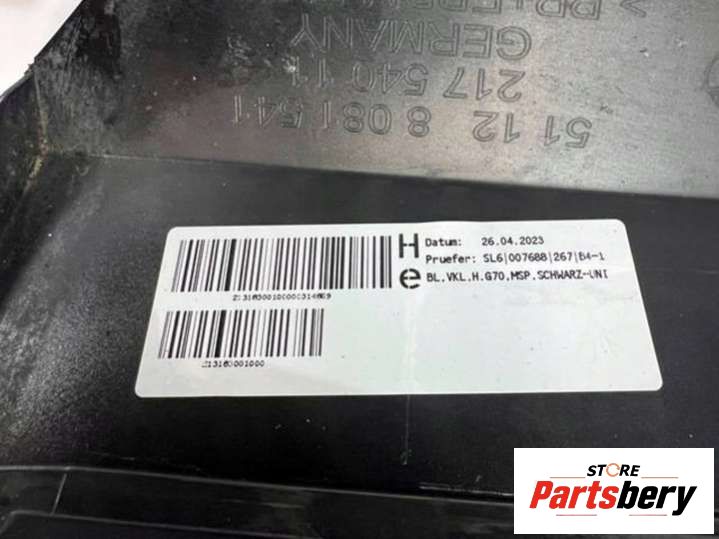 GERMANY
217 540 11
51 12 8 081 541
H
e
Datum: 26.04.2023
Pruefer: SL6|007688|267|B4-1
BL.VKL.H.G70.MSP.SCHWARZ-UNI
213183001000
STORE
Partsbery